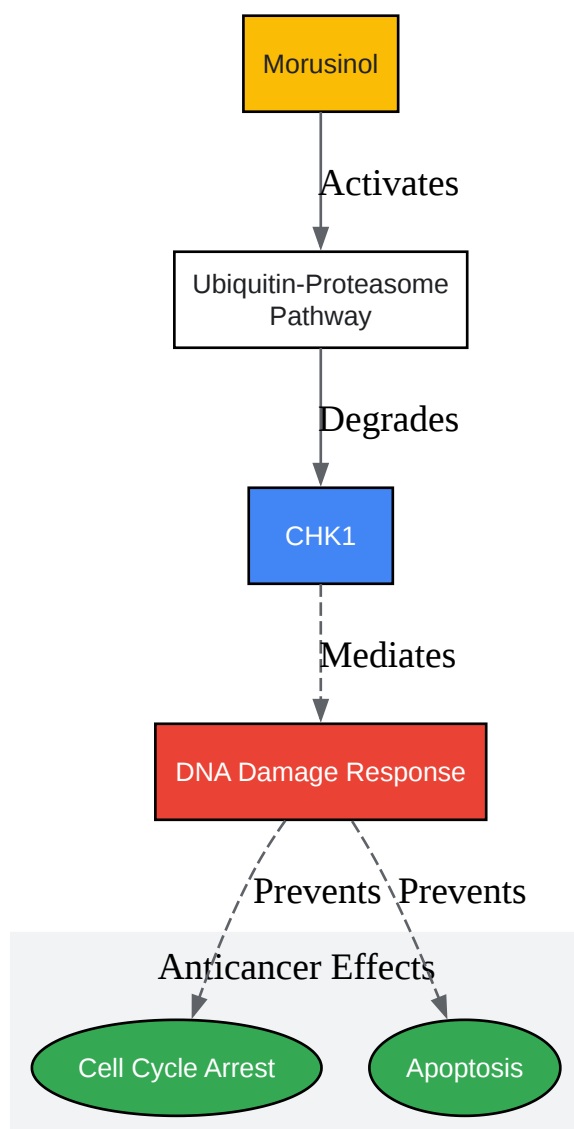 Morusinol
Activates
Ubiquitin-Proteasome
Pathway
Degrades
CHK1
Mediates
DNA Damage Response
Prevents Prevents
Anticancer Effects
Cell Cycle Arrest Apoptosis